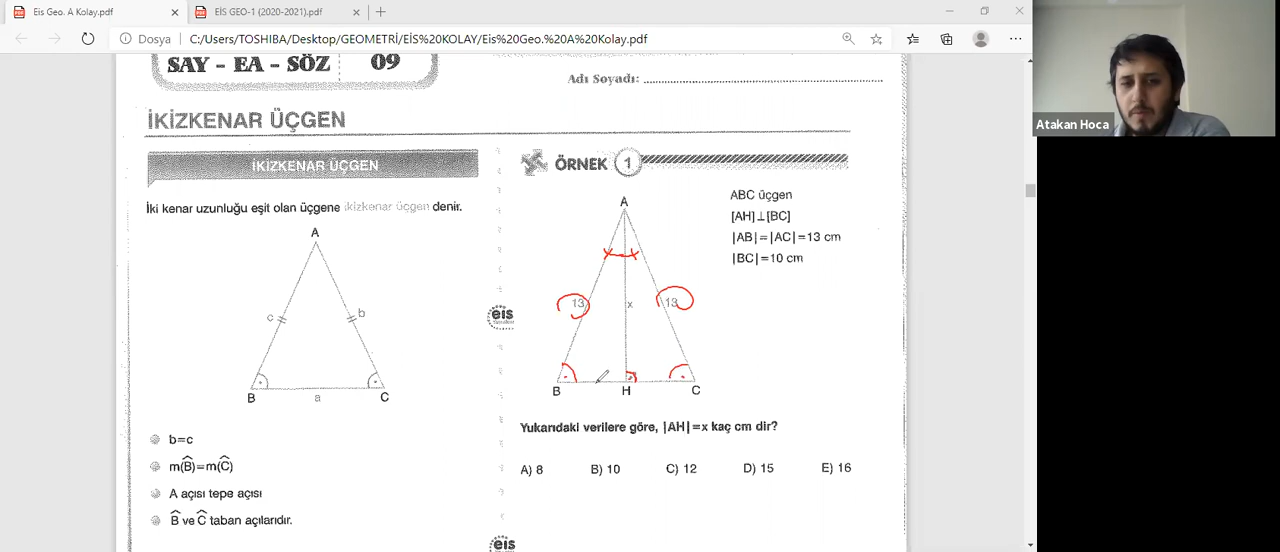 Eis Geo. A Kolay.pdf
EİS GEO-1 (2020-2021).pdf
Dosya
C:/Users/TOSHIBA/Desktop/GEOMETRİ/EİS%20KOLAY/Eis%20Geo.%20A%20Kolay.pdf
SAY - EA - SÖZ
09
Adı Soyadı:
Atakan Hoca
İKİZKENAR ÜÇGEN
İKİZKENAR ÜÇGEN
İki kenar uzunluğu eşit olan üçgene ikizkenar üçgen denir.
A
c
b
B
a
C
b=c
m(B̂)=m(Ĉ)
A açısı tepe açısı
B̂ ve Ĉ taban açılarıdır.
eis
eis
ÖRNEK 1
A
13
x
13
B
H
C
ABC üçgen
[AH]⊥[BC]
|AB|=|AC|=13 cm
|BC|=10 cm
Yukarıdaki verilere göre, |AH|=x kaç cm dir?
A) 8
B) 10
C) 12
D) 15
E) 16